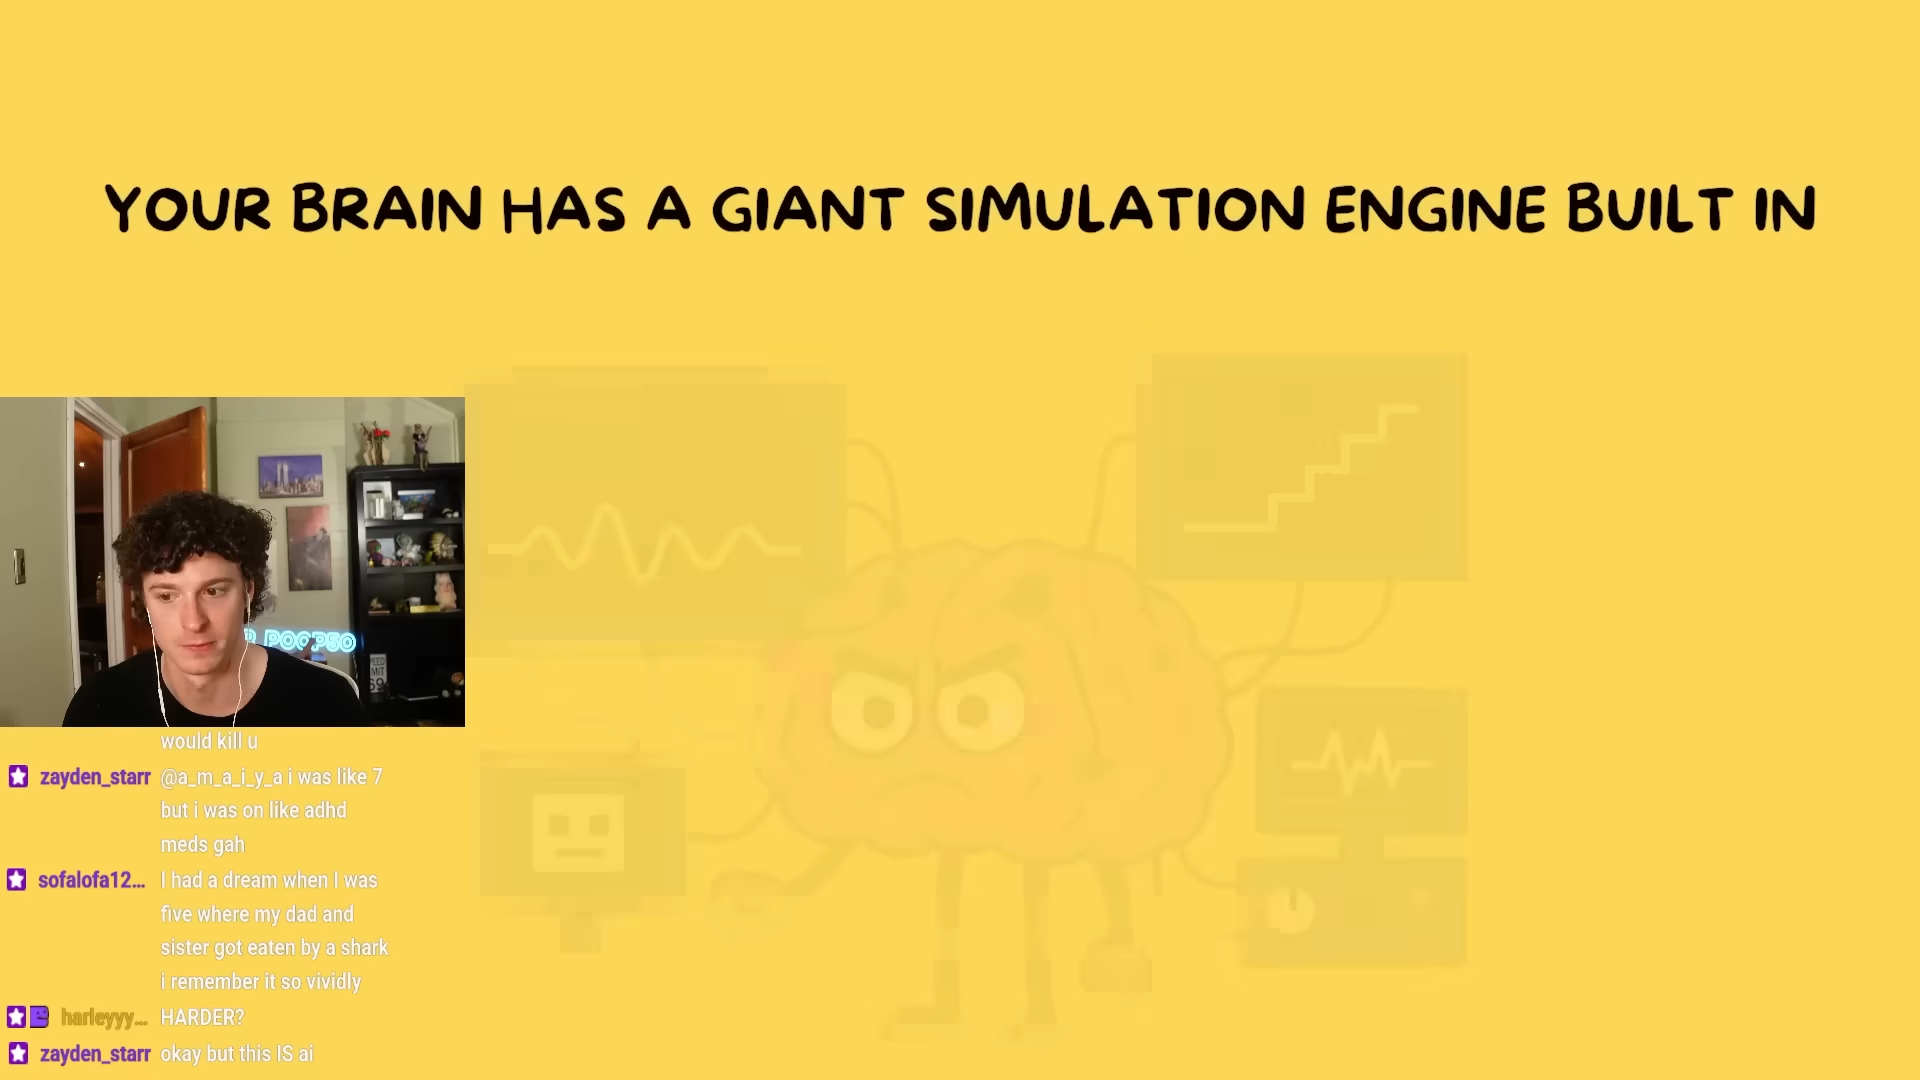 YOUR BRAIN HAS A GIANT SIMULATION ENGINE BUILT IN
would kill u
zayden_starr @a_m_a_i_y_a i was like 7
but i was on like adhd
meds gah
sofalofa12... I had a dream when I was
five where my dad and
sister got eaten by a shark
i remember it so vividly
harleyyy... HARDER?
zayden_starr okay but this IS ai